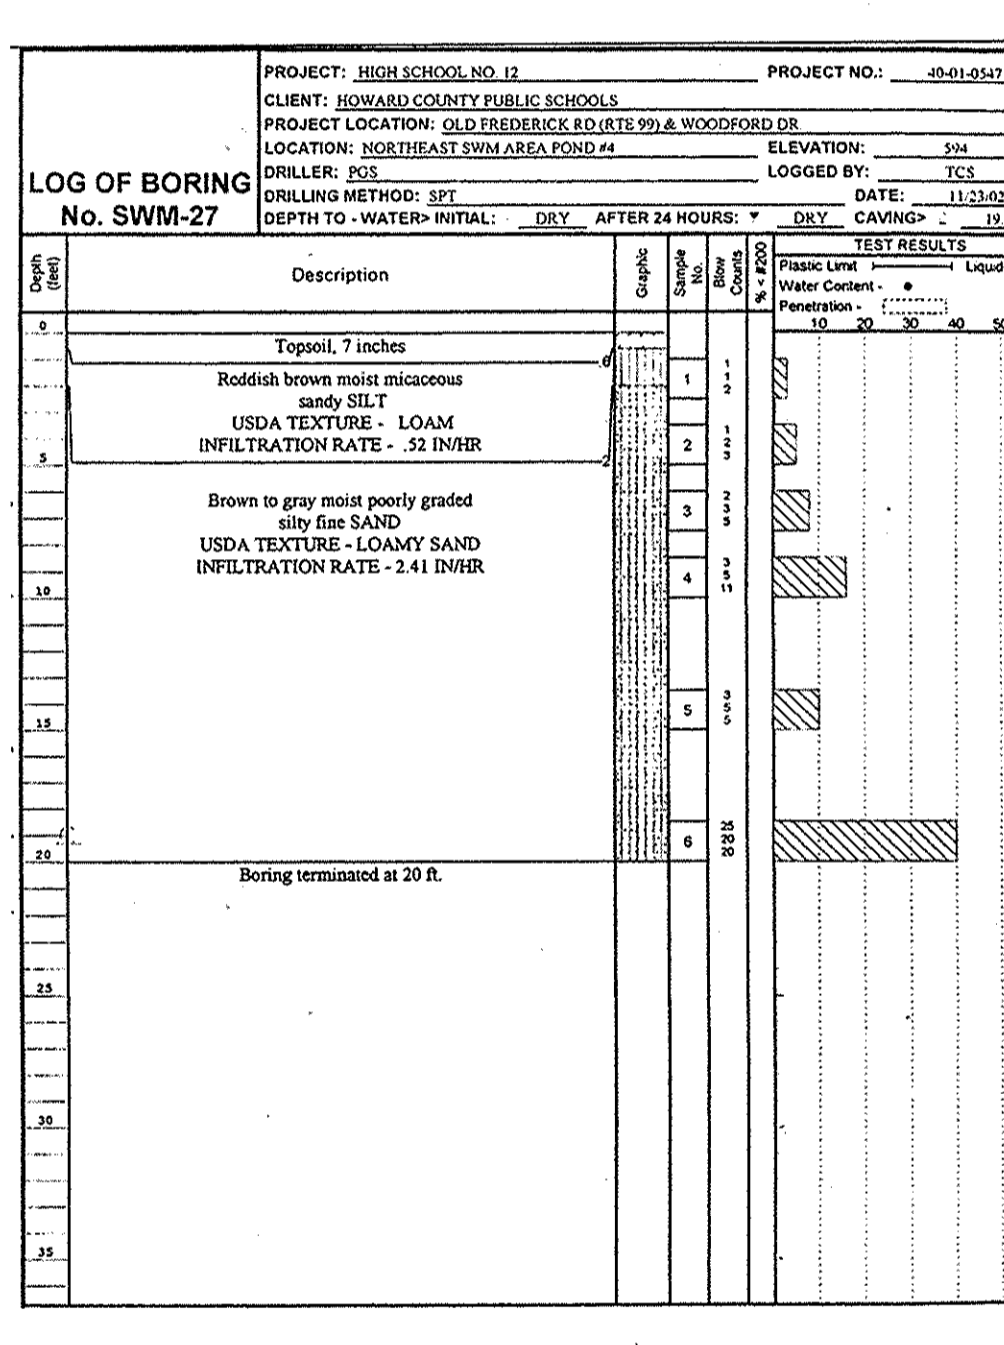 PROJECT: HIGH SCHOOL NO. 12 PROJECT NO.: 40-01-0547
CLIENT: HOWARD COUNTY PUBLIC SCHOOLS
PROJECT LOCATION: OLD FREDERICK RD (RTE 99) & WOODFORD DR
LOCATION: NORTHEAST SWM AREA POND #4 ELEVATION: 594
LOG OF BORING
No. SWM-27
DRILLER: PGS LOGGED BY: TCS
DRILLING METHOD: SPT DATE: 11/23/02
DEPTH TO - WATER> INITIAL: DRY AFTER 24 HOURS: DRY CAVING> 19
Depth (feet)
Description
Graphic
Sample No.
Blow Counts
% < #200
TEST RESULTS
Plastic Limit Liquid
Water Content -
Penetration -
10 20 30 40 50
0
Topsoil, 7 inches
.6
Reddish brown moist micaceous
sandy SILT
USDA TEXTURE - LOAM
INFILTRATION RATE - .52 IN/HR
1
1
1
2
2
1
2
3
5
2
Brown to gray moist poorly graded
silty fine SAND
USDA TEXTURE - LOAMY SAND
INFILTRATION RATE - 2.41 IN/HR
3
2
3
5
4
3
5
11
10
5
3
5
5
15
6
20
20
Boring terminated at 20 ft.
25
30
35